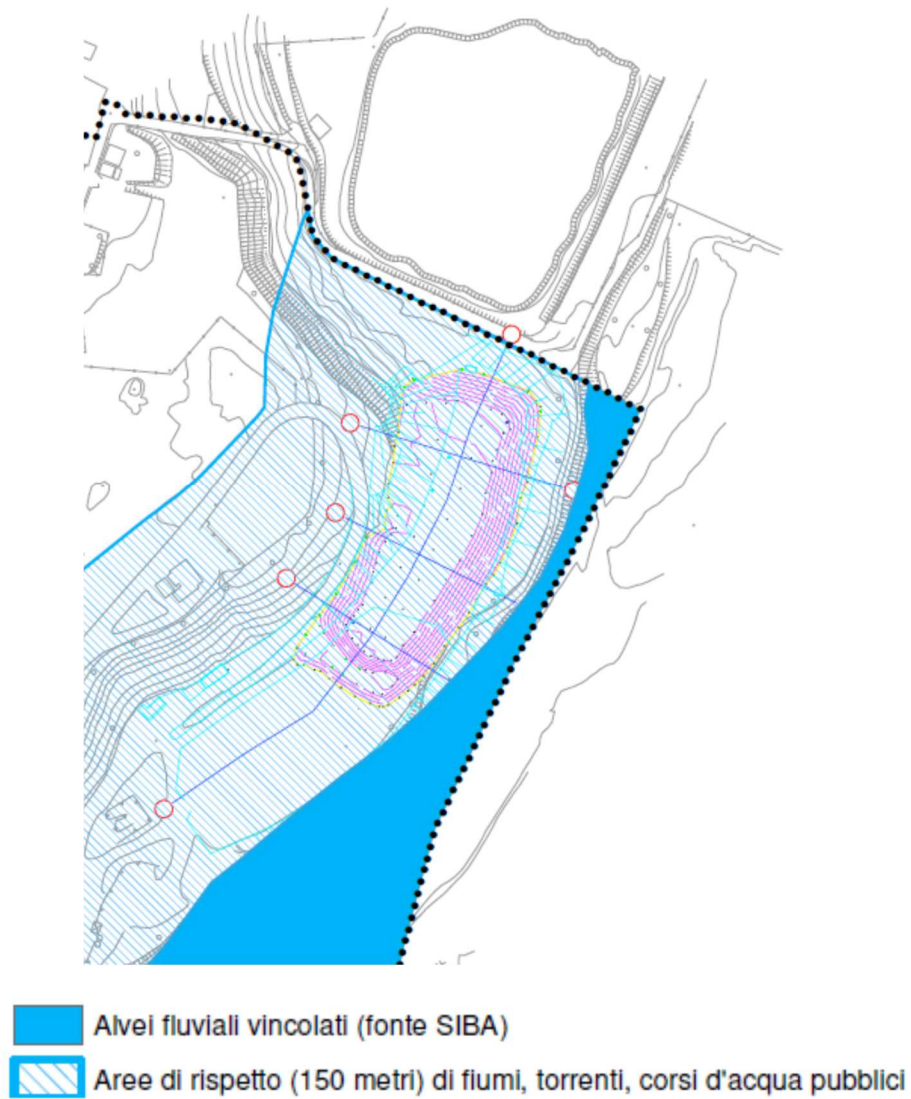 Alvei fluviali vincolati (fonte SIBA)
Aree di rispetto (150 metri) di fiumi, torrenti, corsi d'acqua pubblici